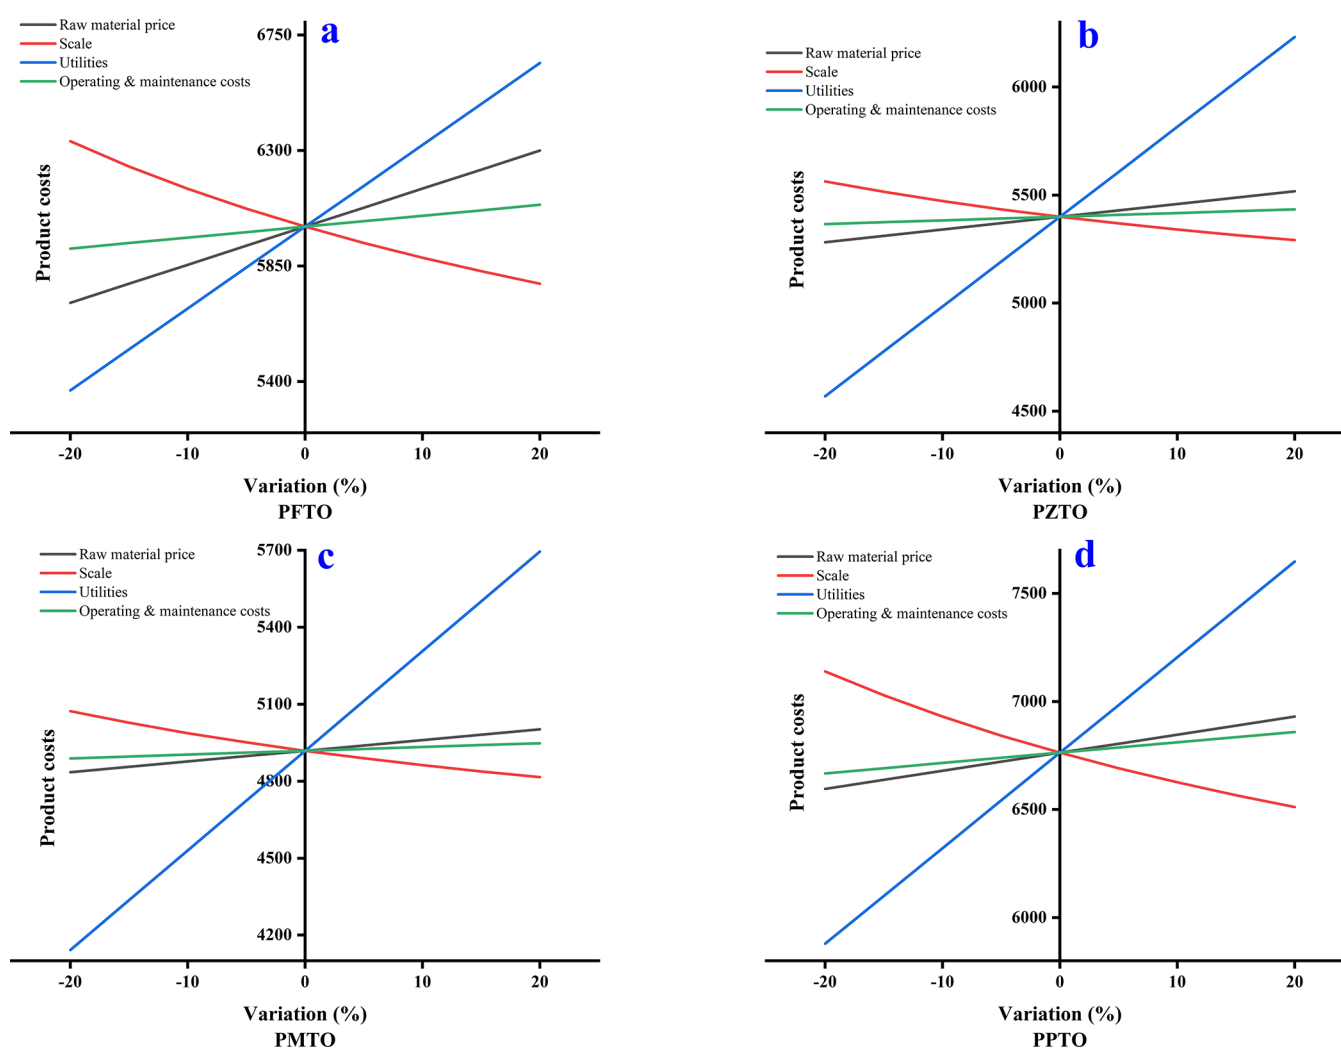 a
Raw material price
Scale
Utilities
Operating & maintenance costs
6750
6300
5850
5400
Product costs
-20
-10
0
10
20
Variation (%)
PFTO
b
Raw material price
Scale
Utilities
Operating & maintenance costs
6000
5500
5000
4500
Product costs
-20
-10
0
10
20
Variation (%)
PZTO
c
Raw material price
Scale
Utilities
Operating & maintenance costs
5700
5400
5100
4800
4500
4200
Product costs
-20
-10
0
10
20
Variation (%)
PMTO
d
Raw material price
Scale
Utilities
Operating & maintenance costs
7500
7000
6500
6000
Product costs
-20
-10
0
10
20
Variation (%)
PPTO